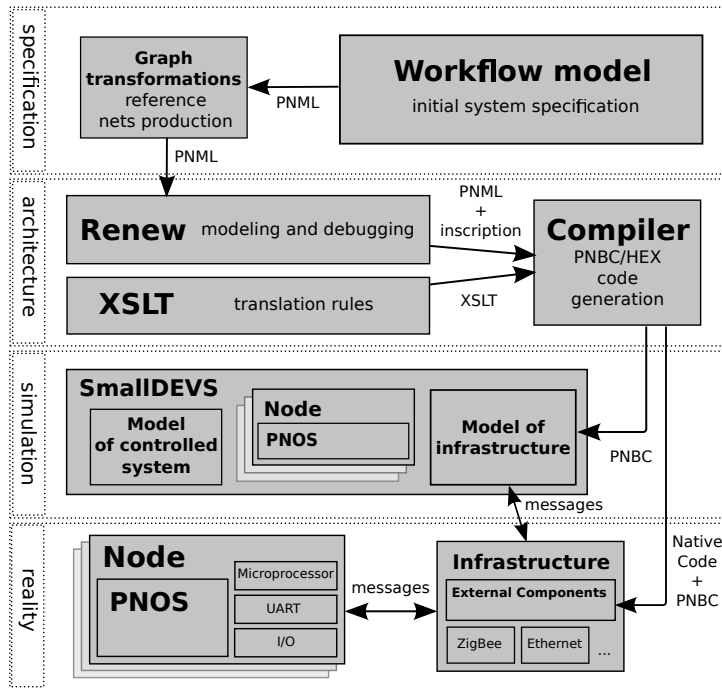 specification
Graph
transformations
reference
nets production
PNML
Workflow model
initial system specification
PNML
architecture
Renew modeling and debugging
PNML
+
inscription
XSLT translation rules
XSLT
Compiler
PNBC/HEX
code
generation
simulation
SmallDEVS
Model
of controlled
system
Node
PNOS
Model of
infrastructure
PNBC
messages
reality
Node
PNOS
Microprocessor
UART
I/O
messages
Infrastructure
External Components
ZigBee
Ethernet
...
Native
Code
+
PNBC